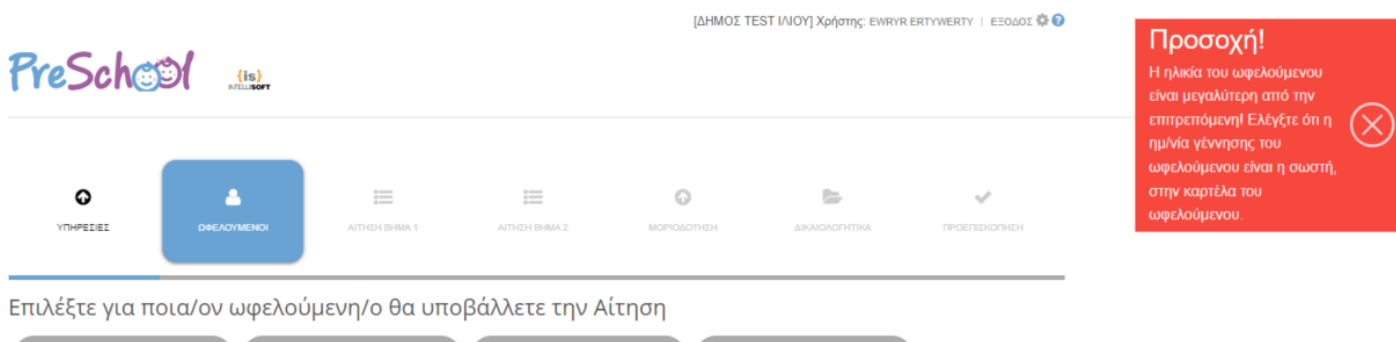 [ΔΗΜΟΣ TEST ΙΛΙΟΥ] Χρήστης: EWRYR ERTYWERTY | ΕΞΟΔΟΣ
PreSchool
{is}
INTELLISOFT
Προσοχή!
Η ηλικία του ωφελούμενου
είναι μεγαλύτερη από την
επιτρεπόμενη! Ελέγξτε ότι η
ημ/νία γέννησης του
ωφελούμενου είναι η σωστή,
στην καρτέλα του
ωφελούμενου.
ΥΠΗΡΕΣΙΕΣ
ΩΦΕΛΟΥΜΕΝΟΙ
ΑΙΤΗΣΗ ΒΗΜΑ 1
ΑΙΤΗΣΗ ΒΗΜΑ 2
ΜΟΡΙΟΔΟΤΗΣΗ
ΔΙΚΑΙΟΛΟΓΗΤΙΚΑ
ΠΡΟΕΠΙΣΚΟΠΗΣΗ
Επιλέξτε για ποια/ον ωφελούμενη/ο θα υποβάλλετε την Αίτηση